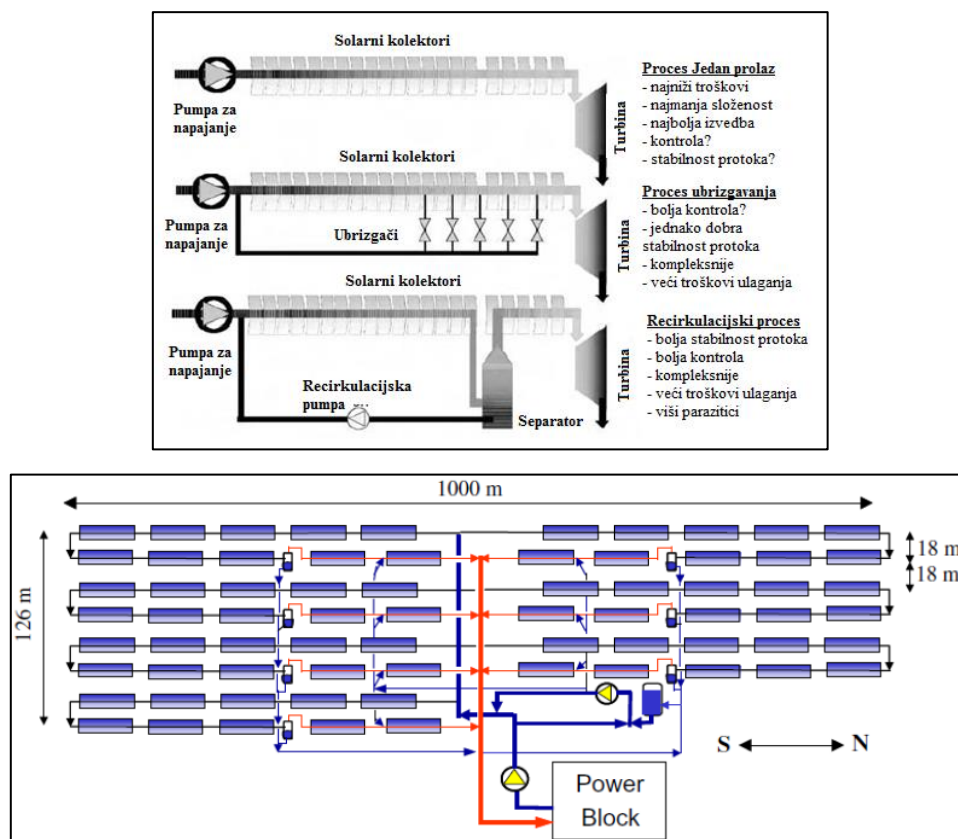 Solarni kolektori
Pumpa za
napajanje
Turbina
Proces Jedan prolaz
- najniži troškovi
- najmanja složenost
- najbolja izvedba
- kontrola?
- stabilnost protoka?
Solarni kolektori
Pumpa za
napajanje
Ubrizgači
Turbina
Proces ubrizgavanja
- bolja kontrola?
- jednako dobra
stabilnost protoka
- kompleksnije
- veći troškovi ulaganja
Solarni kolektori
Pumpa za
napajanje
Recirkulacijska
pumpa
Separator
Turbina
Recirkulacijski proces
- bolja stabilnost protoka
- bolja kontrola
- kompleksnije
- veći troškovi ulaganja
- viši parazitici
1000 m
126 m
18 m
18 m
S
N
Power
Block